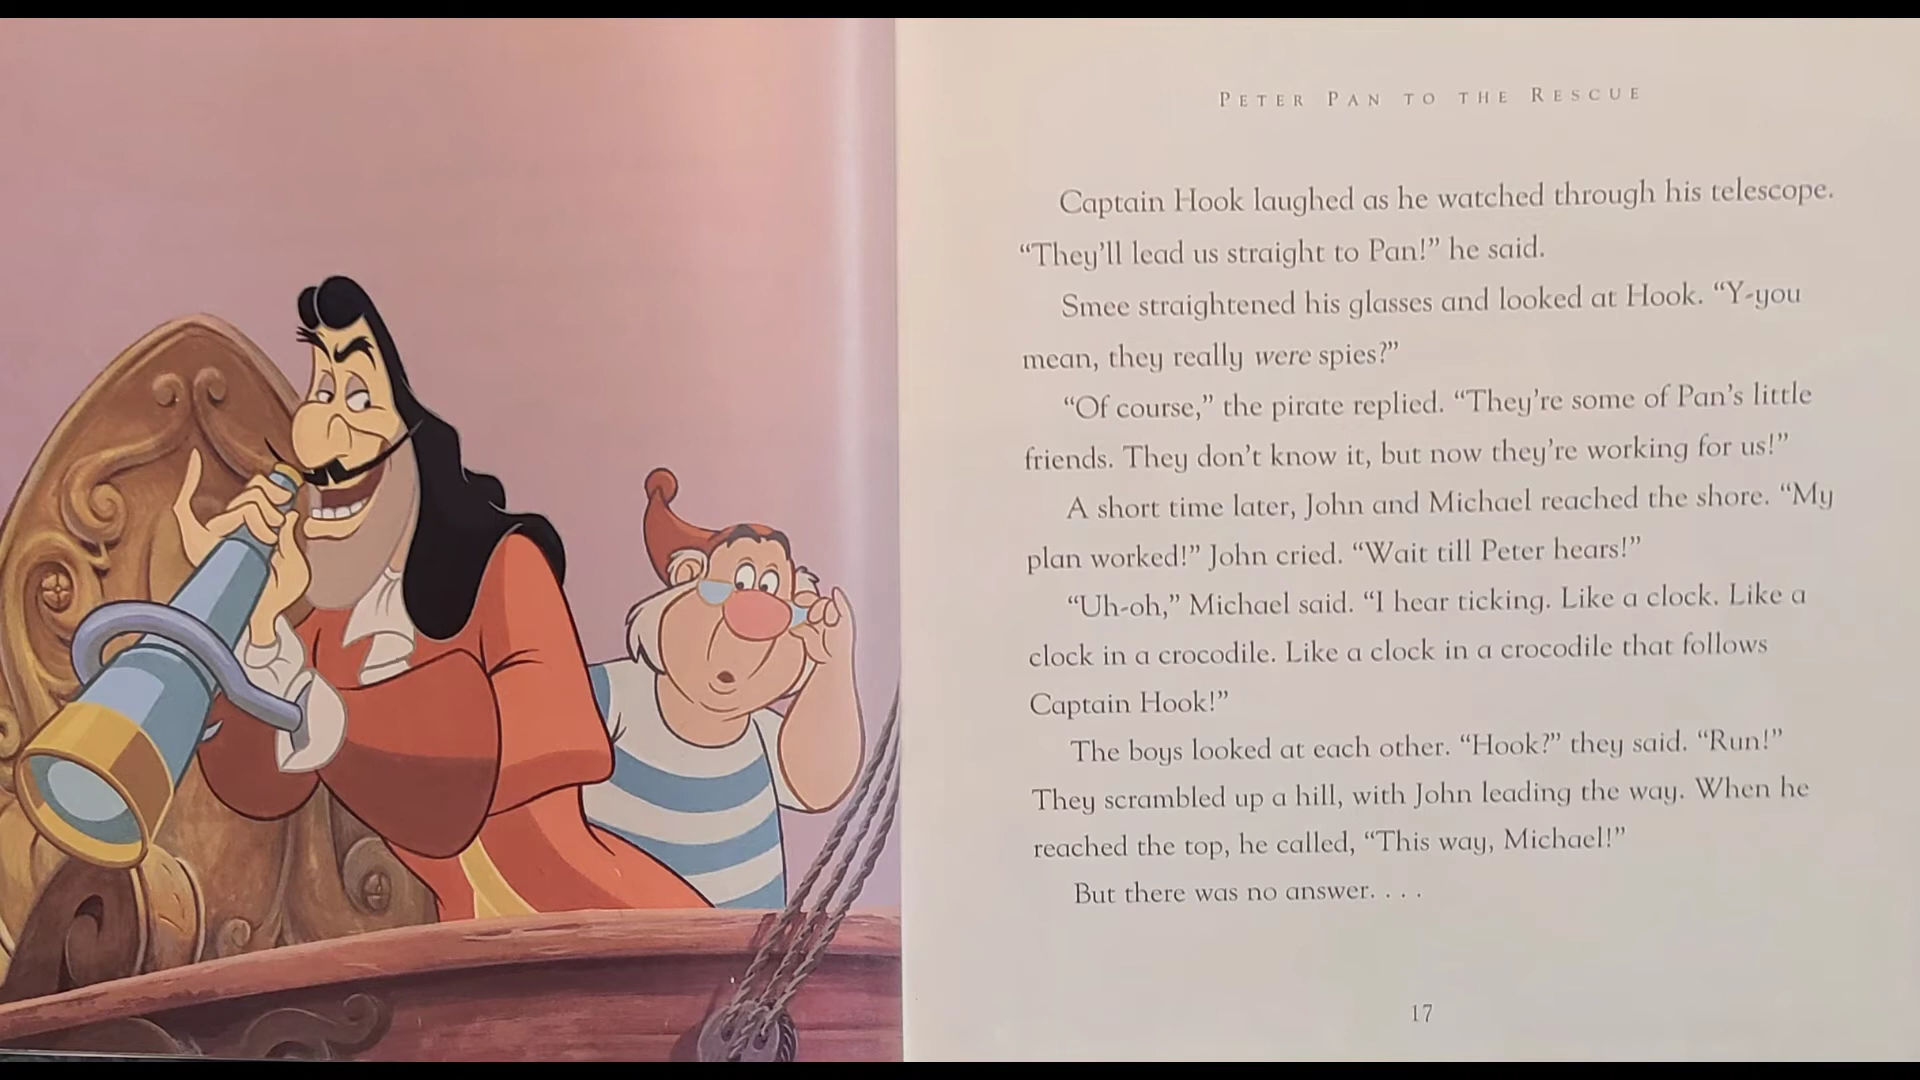 PETER PAN TO THE RESCUE
Captain Hook laughed as he watched through his telescope.
“They’ll lead us straight to Pan!” he said.
Smee straightened his glasses and looked at Hook. “Y-you
mean, they really were spies?”
“Of course,” the pirate replied. “They’re some of Pan’s little
friends. They don’t know it, but now they’re working for us!”
A short time later, John and Michael reached the shore. “My
plan worked!” John cried. “Wait till Peter hears!”
“Uh-oh,” Michael said. “I hear ticking. Like a clock. Like a
clock in a crocodile. Like a clock in a crocodile that follows
Captain Hook!”
The boys looked at each other. “Hook?” they said. “Run!”
They scrambled up a hill, with John leading the way. When he
reached the top, he called, “This way, Michael!”
But there was no answer. . . .
17